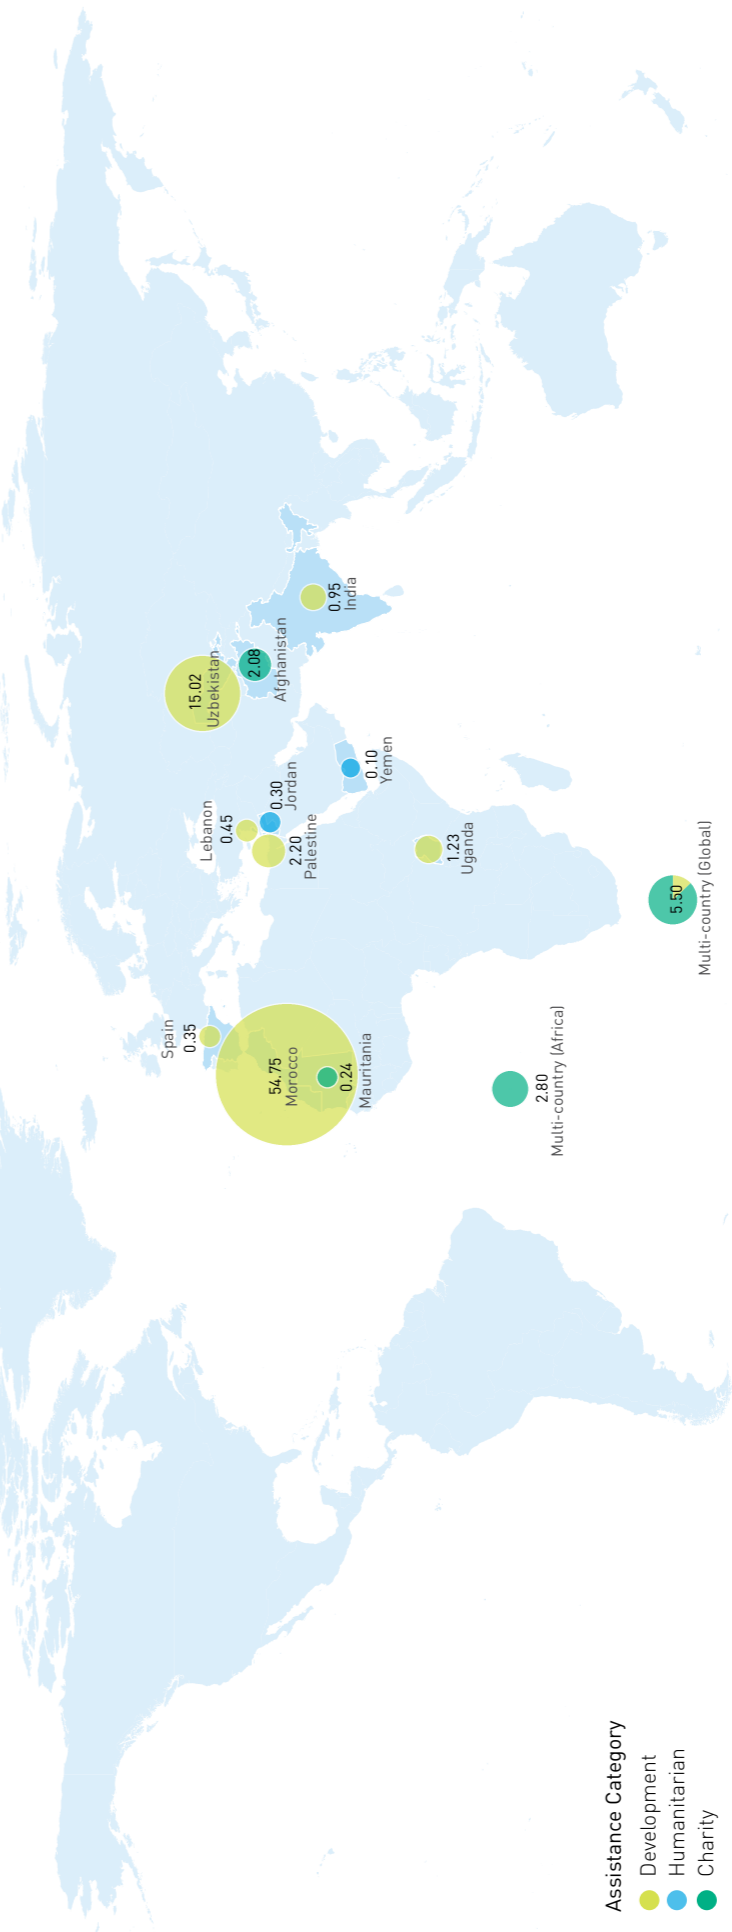 Spain
0.35
54.75
Morocco
0.24
Mauritania
Lebanon
0.45
0.30
Jordan
2.20
Palestine
15.02
Uzbekistan
2.08
Afghanistan
0.95
India
0.10
Yemen
1.23
Uganda
2.80
Multi-country (Africa)
5.50
Multi-country (Global)
Assistance Category
Development
Humanitarian
Charity